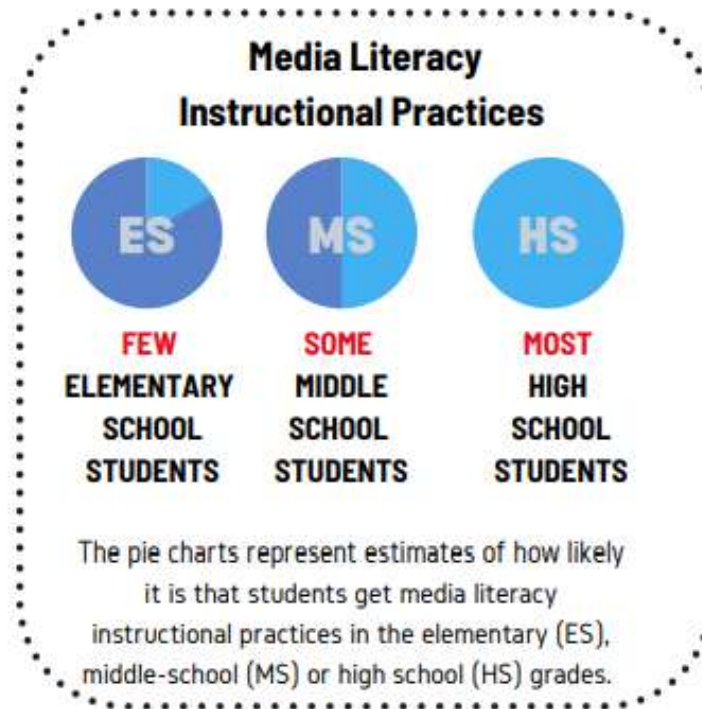 Media Literacy
Instructional Practices
ES
MS
HS
FEW
ELEMENTARY
SCHOOL
STUDENTS
SOME
MIDDLE
SCHOOL
STUDENTS
MOST
HIGH
SCHOOL
STUDENTS
The pie charts represent estimates of how likely
it is that students get media literacy
instructional practices in the elementary (ES),
middle-school (MS) or high school (HS) grades.